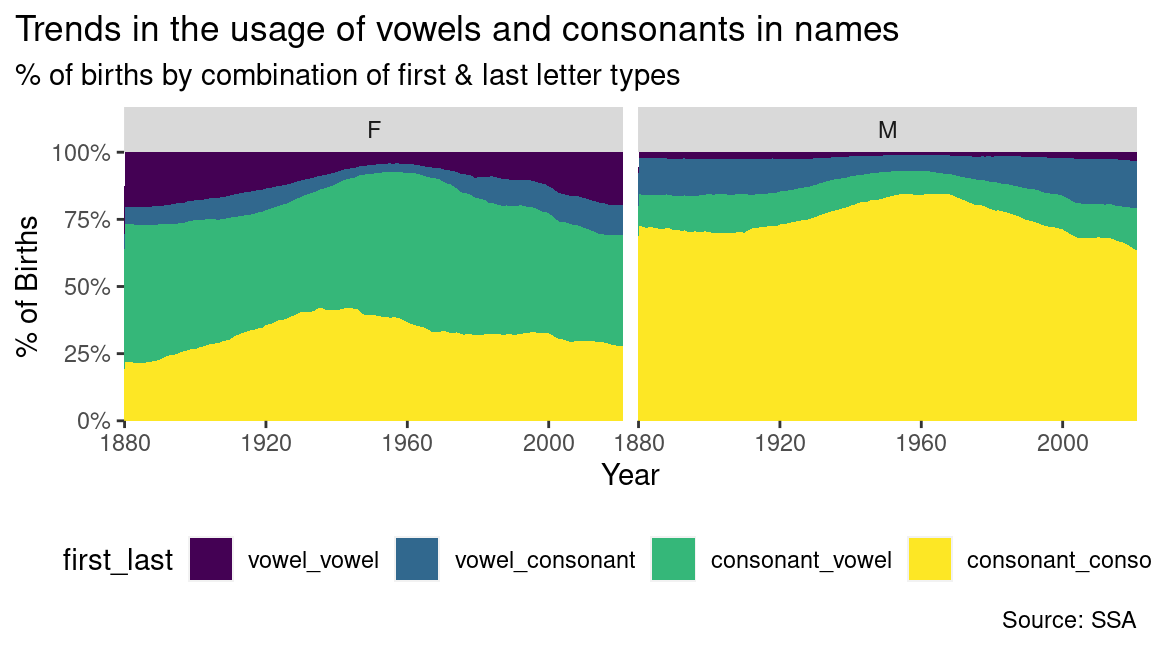 Trends in the usage of vowels and consonants in names
% of births by combination of first & last letter types
F M
100%
75%
50%
25%
0%
% of Births
1880 1920 1960 2000 1880 1920 1960 2000
Year
first_last vowel_vowel vowel_consonant consonant_vowel consonant_conso
Source: SSA